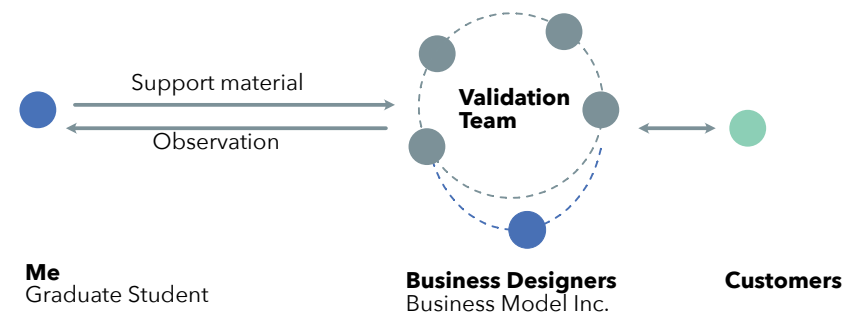 Support material
Observation
Validation
Team
Me
Graduate Student
Business Designers
Business Model Inc.
Customers